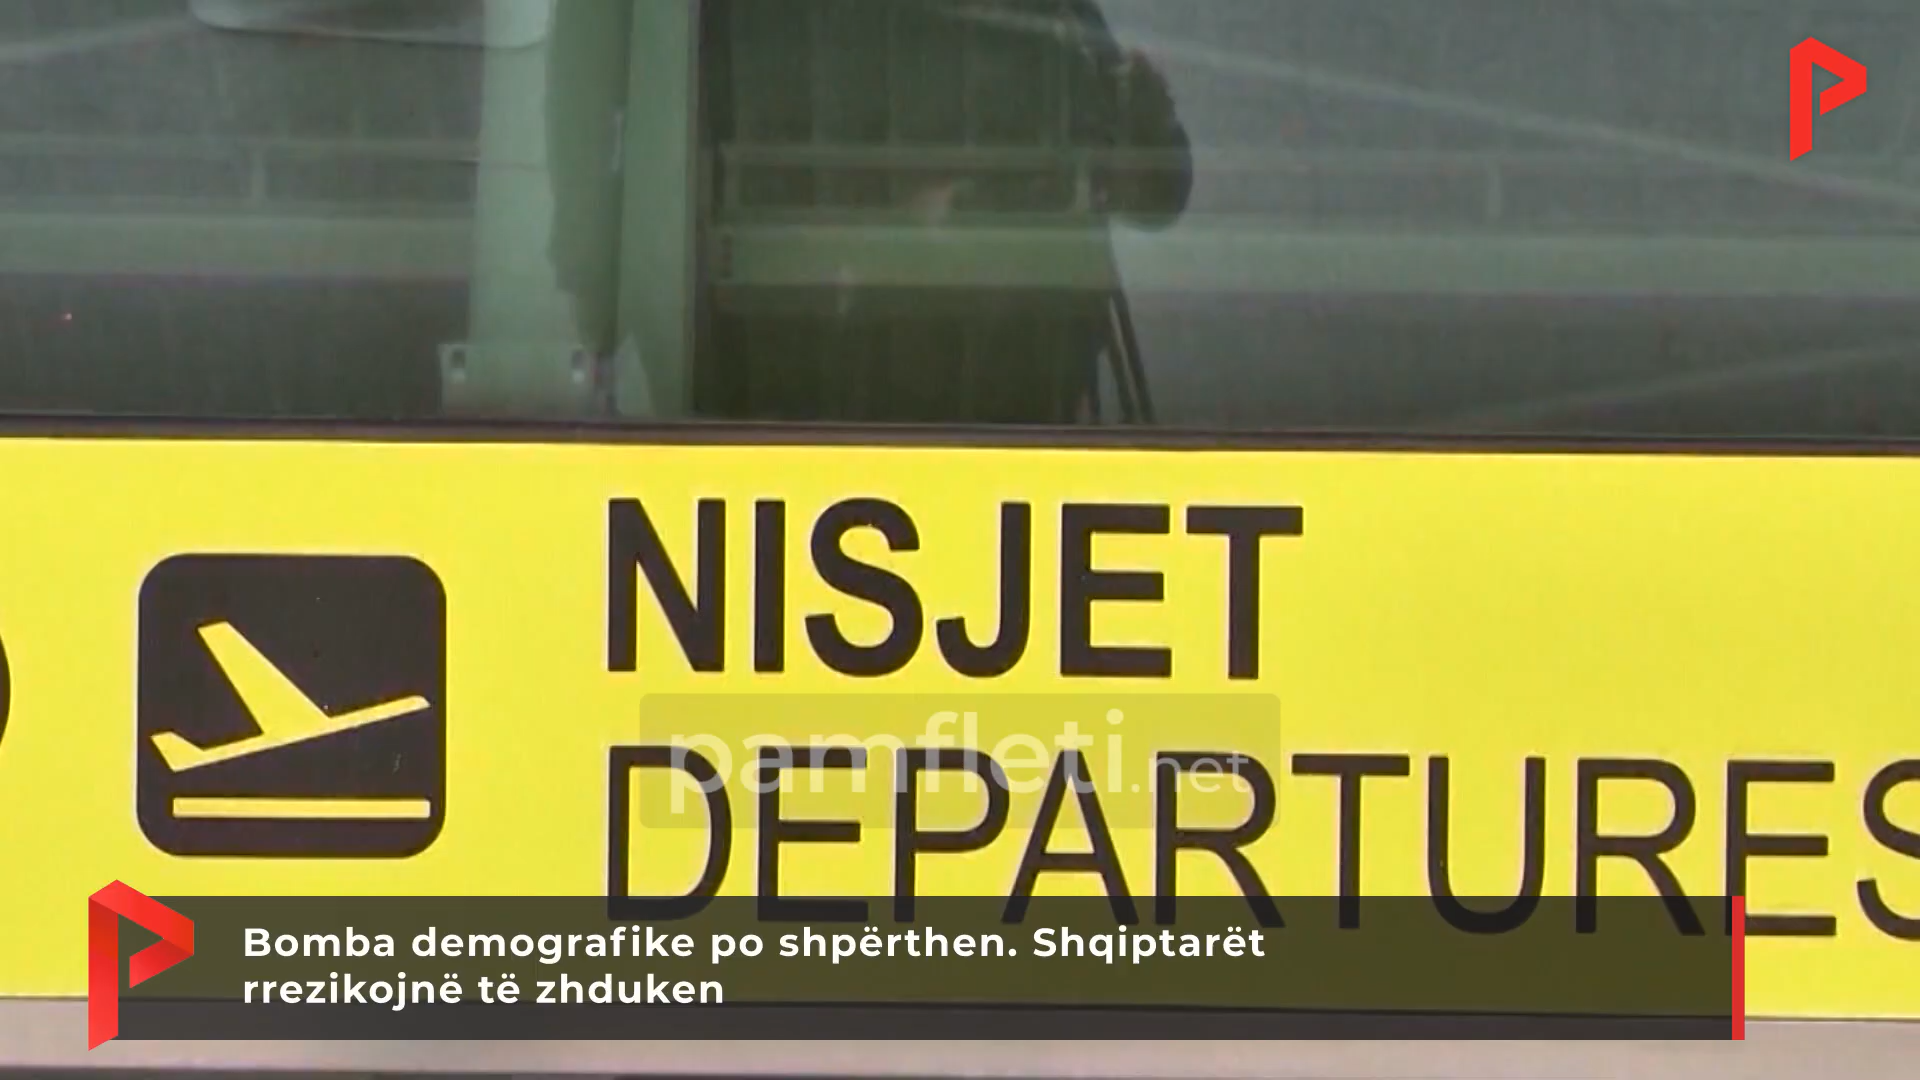 NISJET
pamfleti.net
DEPARTURES
Bomba demografike po shpërthen. Shqiptarët
rrezikojnë të zhduken